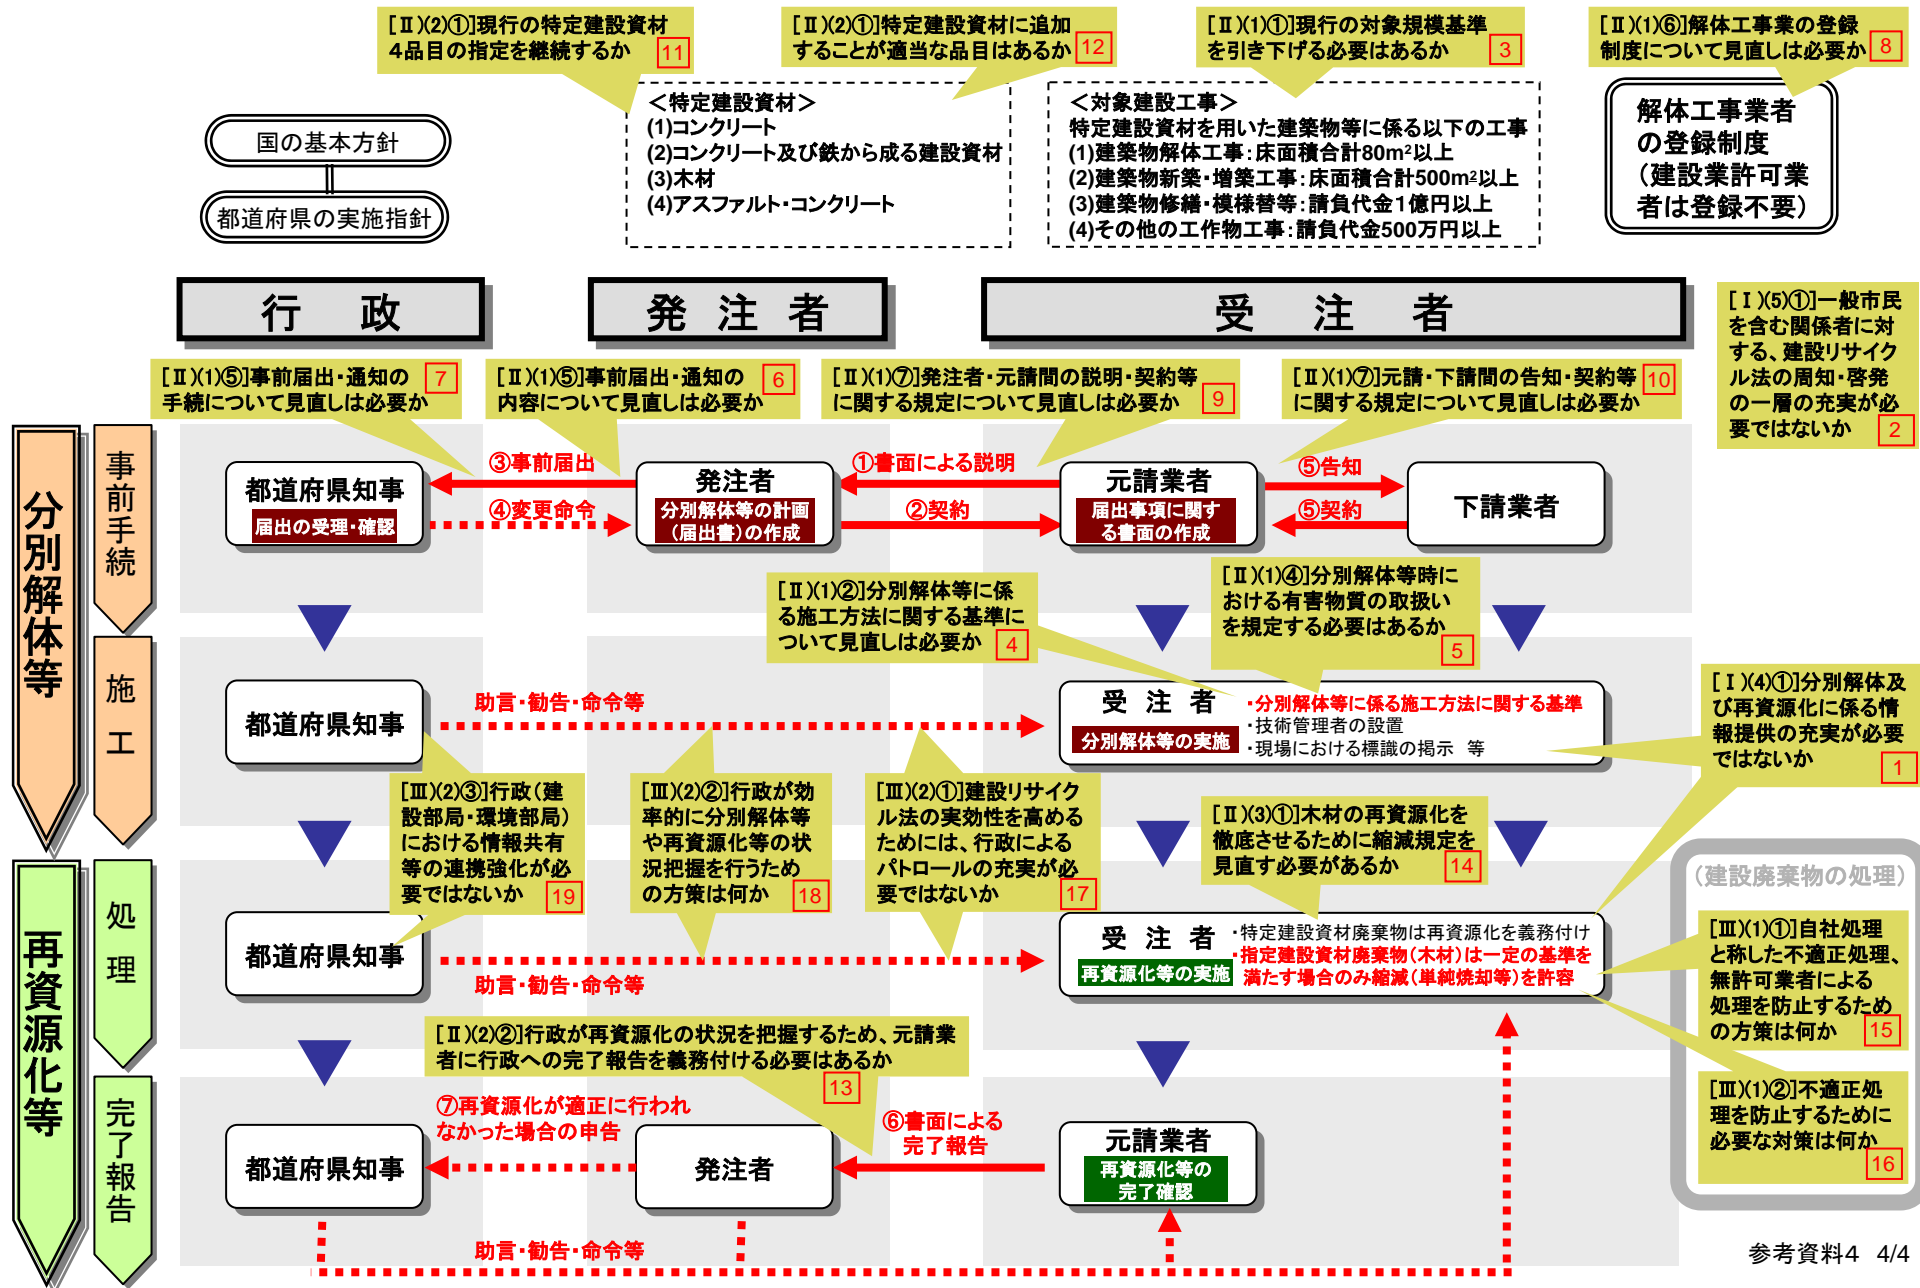 [Ⅱ)(2)①]現行の特定建設資材
4品目の指定を継続するか
11
[Ⅱ)(2)①]特定建設資材に追加
することが適当な品目はあるか
12
[Ⅱ)(1)①]現行の対象規模基準
を引き下げる必要はあるか
3
[Ⅱ)(1)⑥]解体工事業の登録
制度について見直しは必要か
8
国の基本方針
都道府県の実施指針
＜特定建設資材＞
(1)コンクリート
(2)コンクリート及び鉄から成る建設資材
(3)木材
(4)アスファルト・コンクリート
＜対象建設工事＞
特定建設資材を用いた建築物等に係る以下の工事
(1)建築物解体工事：床面積合計80m²以上
(2)建築物新築・増築工事：床面積合計500m²以上
(3)建築物修繕・模様替等：請負代金1億円以上
(4)その他の工作物工事：請負代金500万円以上
解体工事業者
の登録制度
（建設業許可業
者は登録不要）
行 政
発 注 者
受 注 者
[Ⅰ)(5)①]一般市民
を含む関係者に対
する、建設リサイク
ル法の周知・啓発
の一層の充実が必
要ではないか
2
[Ⅱ)(1)⑤]事前届出・通知の
手続について見直しは必要か
7
[Ⅱ)(1)⑤]事前届出・通知の
内容について見直しは必要か
6
[Ⅱ)(1)⑦]発注者・元請間の説明・契約等
に関する規定について見直しは必要か
9
[Ⅱ)(1)⑦]元請・下請間の告知・契約等
に関する規定について見直しは必要か
10
分別解体等
事前手続
都道府県知事
届出の受理・確認
③事前届出
④変更命令
発注者
分別解体等の計画
（届出書）の作成
①書面による説明
②契約
元請業者
届出事項に関す
る書面の作成
⑤告知
⑤契約
下請業者
[Ⅱ)(1)②]分別解体等に係
る施工方法に関する基準に
ついて見直しは必要か
4
[Ⅱ)(1)④]分別解体等時に
おける有害物質の取扱い
を規定する必要はあるか
5
施工
都道府県知事
助言・勧告・命令等
受 注 者
分別解体等の実施
・分別解体等に係る施工方法に関する基準
・技術管理者の設置
・現場における標識の掲示 等
[Ⅰ)(4)①]分別解体及
び再資源化に係る情
報提供の充実が必要
ではないか
1
[Ⅲ)(2)③]行政（建
設部局・環境部局）
における情報共有
等の連携強化が必
要ではないか
19
[Ⅲ)(2)②]行政が効
率的に分別解体等
や再資源化等の状
況把握を行うため
の方策は何か
18
[Ⅲ)(2)①]建設リサイク
ル法の実効性を高める
ためには、行政による
パトロールの充実が必
要ではないか
17
[Ⅱ)(3)①]木材の再資源化を
徹底させるために縮減規定を
見直す必要があるか
14
再資源化等
処理
都道府県知事
助言・勧告・命令等
受 注 者
再資源化等の実施
・特定建設資材廃棄物は再資源化を義務付け
・指定建設資材廃棄物（木材）は一定の基準を
満たす場合のみ縮減（単純焼却等）を許容
（建設廃棄物の処理）
[Ⅲ)(1)①]自社処理
と称した不適正処理、
無許可業者による
処理を防止するため
の方策は何か
15
[Ⅲ)(1)②]不適正処
理を防止するために
必要な対策は何か
16
[Ⅱ)(2)②]行政が再資源化の状況を把握するため、元請業
者に行政への完了報告を義務付ける必要はあるか
13
完了報告
都道府県知事
⑦再資源化が適正に行われ
なかった場合の申告
発注者
⑥書面による
完了報告
元請業者
再資源化等の
完了確認
助言・勧告・命令等
参考資料4 4/4